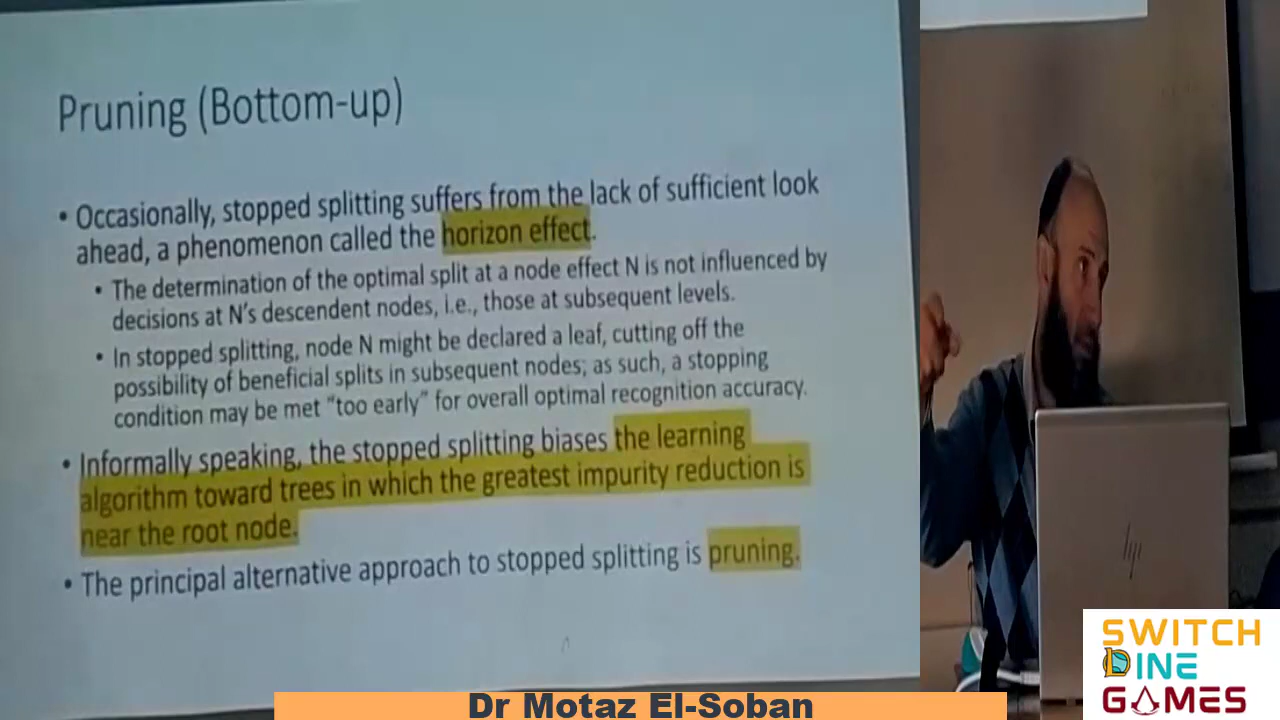 Pruning (Bottom-up)
• Occasionally, stopped splitting suffers from the lack of sufficient look
ahead, a phenomenon called the horizon effect.
• The determination of the optimal split at a node effect N is not influenced by
decisions at N's descendent nodes, i.e., those at subsequent levels.
• In stopped splitting, node N might be declared a leaf, cutting off the
possibility of beneficial splits in subsequent nodes; as such, a stopping
condition may be met "too early" for overall optimal recognition accuracy.
• Informally speaking, the stopped splitting biases the learning
algorithm toward trees in which the greatest impurity reduction is
near the root node.
• The principal alternative approach to stopped splitting is pruning.
hp
SWITCH
DINE
GAMES
Dr Motaz El-Soban